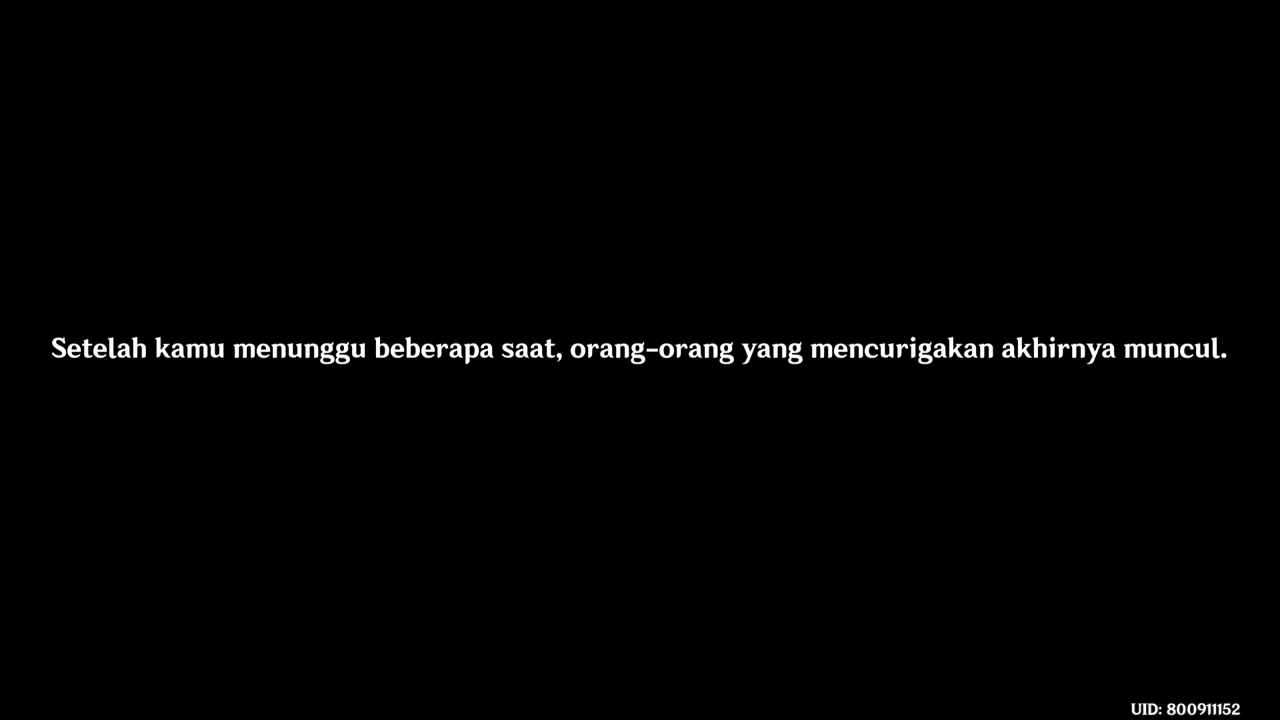 Setelah kamu menunggu beberapa saat, orang-orang yang mencurigakan akhirnya muncul.
UID: 800911152